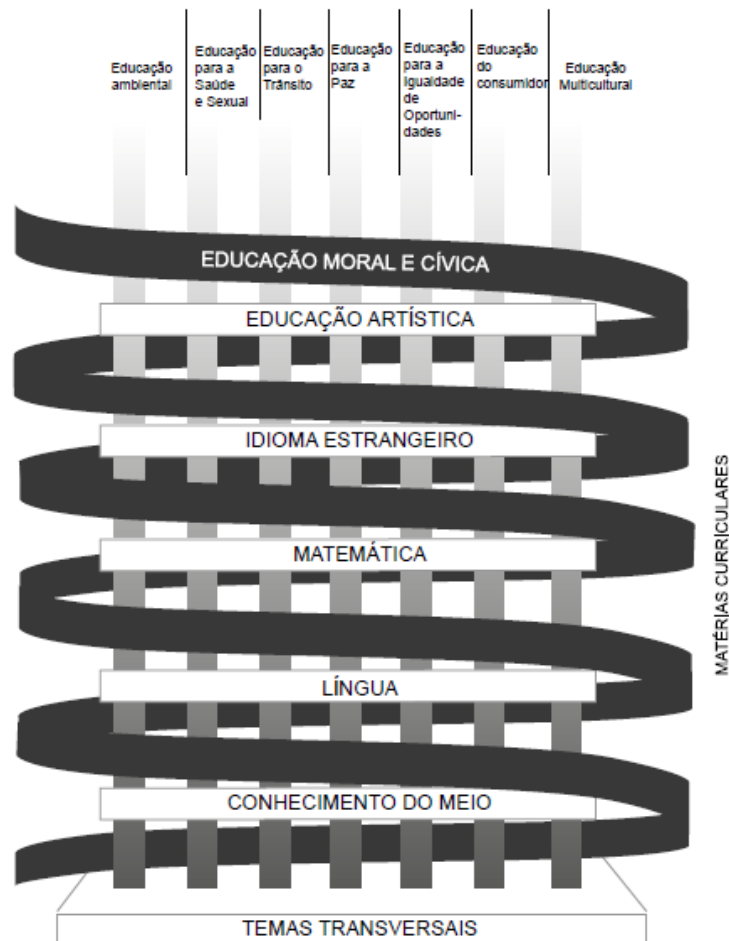 Educação
ambiental
Educação
para a
Saúde
e Sexual
Educação
para o
Trânsito
Educação
para a
Paz
Educação
para a
Igualdade
de
Oportuni-
dades
Educação
do
consumidor
Educação
Multicultural
EDUCAÇÃO MORAL E CÍVICA
EDUCAÇÃO ARTÍSTICA
IDIOMA ESTRANGEIRO
MATEMÁTICA
LÍNGUA
CONHECIMENTO DO MEIO
TEMAS TRANSVERSAIS
MATÉRIAS CURRICULARES